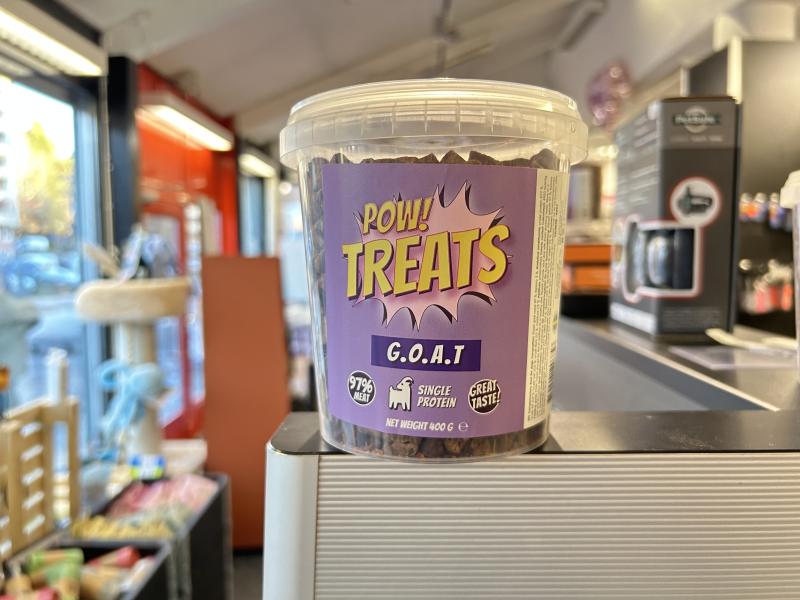 POW!
TREATS
G.O.A.T
97%
MEAT
SINGLE
PROTEIN
GREAT
TASTE!
NET WEIGHT 400 G ℮